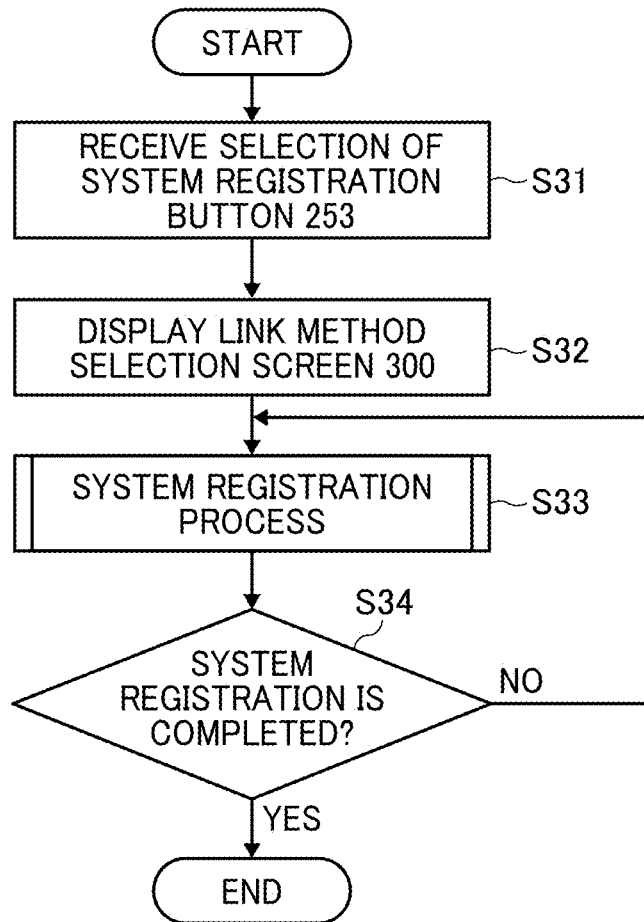 START
RECEIVE SELECTION OF
SYSTEM REGISTRATION
BUTTON 253
S31
DISPLAY LINK METHOD
SELECTION SCREEN 300
S32
SYSTEM REGISTRATION
PROCESS
S33
S34
SYSTEM
REGISTRATION IS
COMPLETED?
NO
YES
END